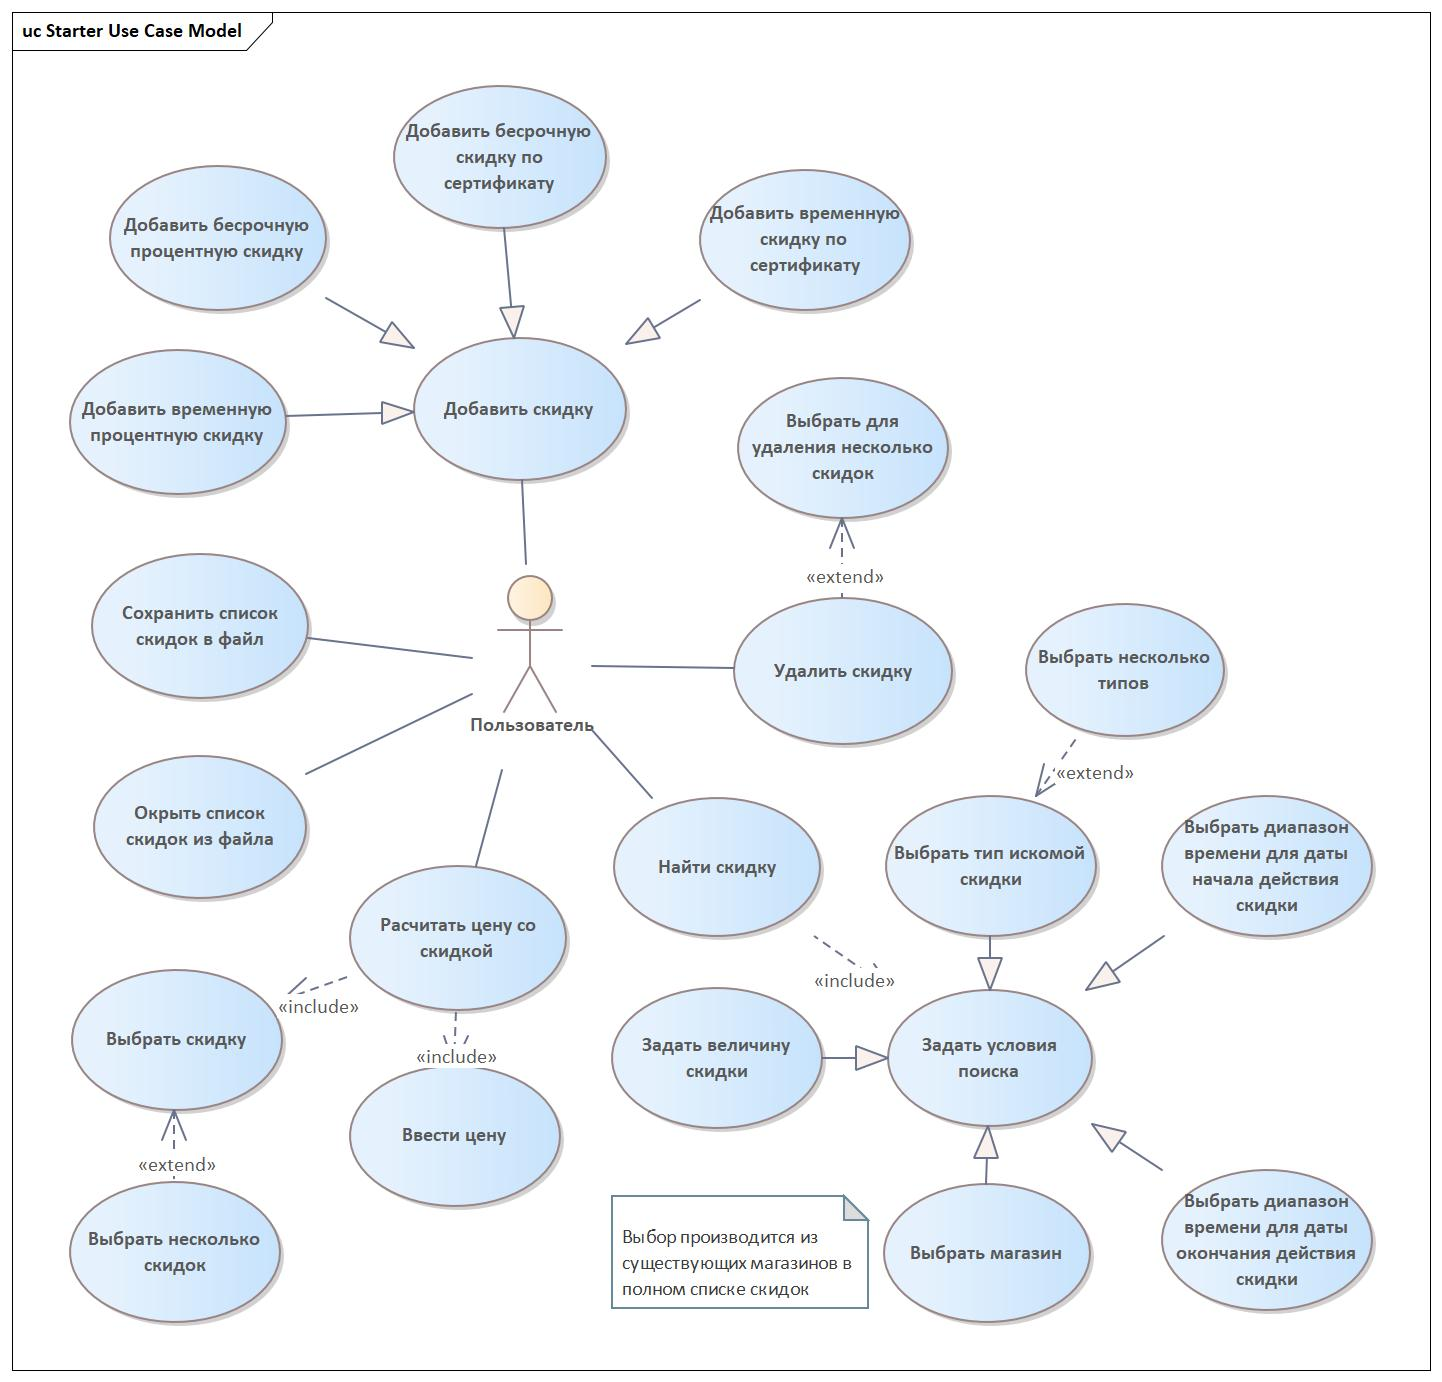 uc Starter Use Case Model
Добавить бесрочную
скидку по
сертификату
Добавить бесрочную
процентную скидку
Добавить временную
скидку по
сертификату
Добавить временную
процентную скидку
Добавить скидку
Выбрать для
удаления несколько
скидок
«extend»
Сохранить список
скидок в файл
Удалить скидку
Выбрать несколько
типов
Пользователь
«extend»
Окрыть список
скидок из файла
Найти скидку
Выбрать тип искомой
скидки
Выбрать диапазон
времени для даты
начала действия
скидки
Расчитать цену со
скидкой
«include»
«include»
Выбрать скидку
«include»
Задать величину
скидки
Задать условия
поиска
Ввести цену
«extend»
Выбрать несколько
скидок
Выбор производится из
существующих магазинов в
полном списке скидок
Выбрать магазин
Выбрать диапазон
времени для даты
окончания действия
скидки